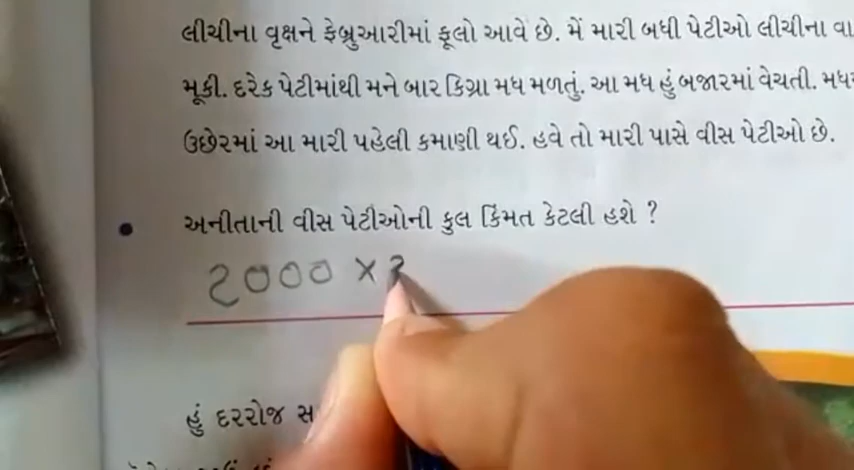 લીચીના વૃક્ષને ફેબ્રુઆરીમાં ફૂલો આવે છે. મેં મારી બધી પેટીઓ લીચીના
મૂકી. દરેક પેટીમાંથી મને બાર કિગ્રા મધ મળતું. આ મધ હું બજારમાં વેચતી.
ઉછેરમાં આ મારી પહેલી કમાણી થઈ. હવે તો મારી પાસે વીસ પેટીઓ છે.
• અનીતાની વીસ પેટીઓની કુલ કિંમત કેટલી હશે ?
2000 ×
હું દરરોજ